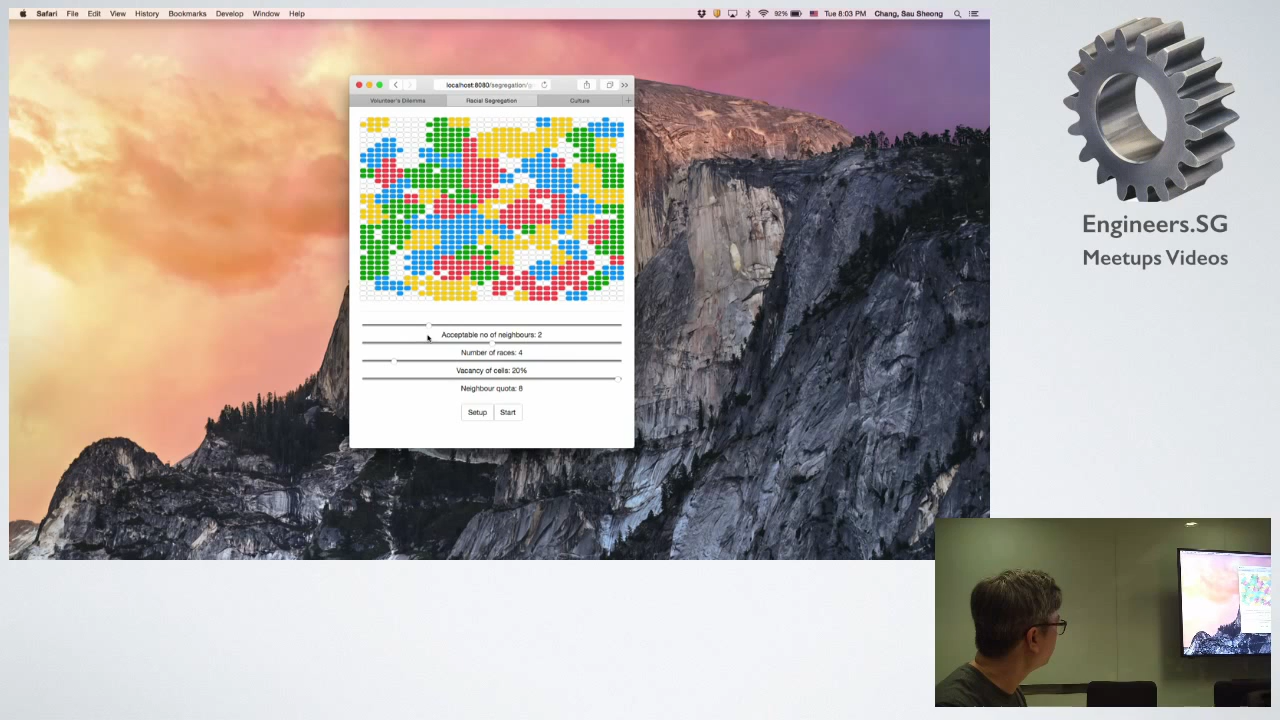 Safari File Edit View History Bookmarks Develop Window Help
92% Tue 8:03 PM Chang, Sau Sheong
localhost:8080/segregation/
Volunteer's Dilemma Racial Segregation Culture
Acceptable no of neighbours: 2
Number of races: 4
Vacancy of cells: 20%
Neighbour quota: 8
Setup Start
Engineers.SG
Meetups Videos